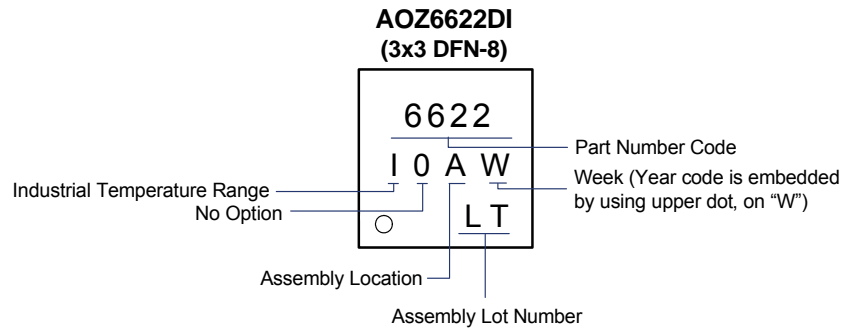 AOZ6622DI
(3x3 DFN-8)
6622
Part Number Code
I 0 A W
Industrial Temperature Range
Week (Year code is embedded
by using upper dot, on “W”)
No Option
L T
Assembly Location
Assembly Lot Number